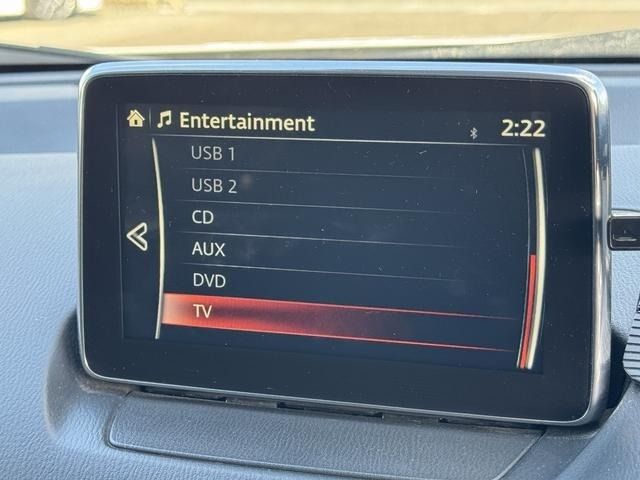 Entertainment 2:22
USB 1
USB 2
CD
AUX
DVD
TV